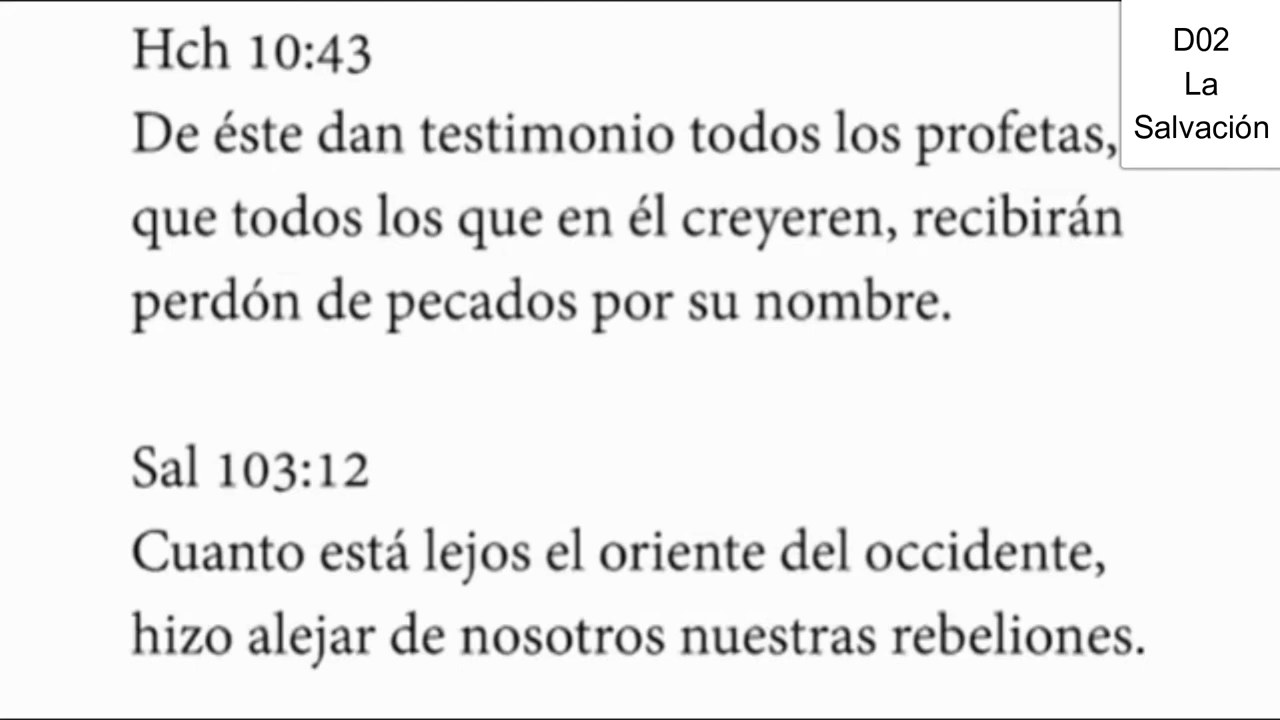 Hch 10:43
De éste dan testimonio todos los profetas,
que todos los que en él creyeren, recibirán
perdón de pecados por su nombre.
Sal 103:12
Cuanto está lejos el oriente del occidente,
hizo alejar de nosotros nuestras rebeliones.
D02
La
Salvación